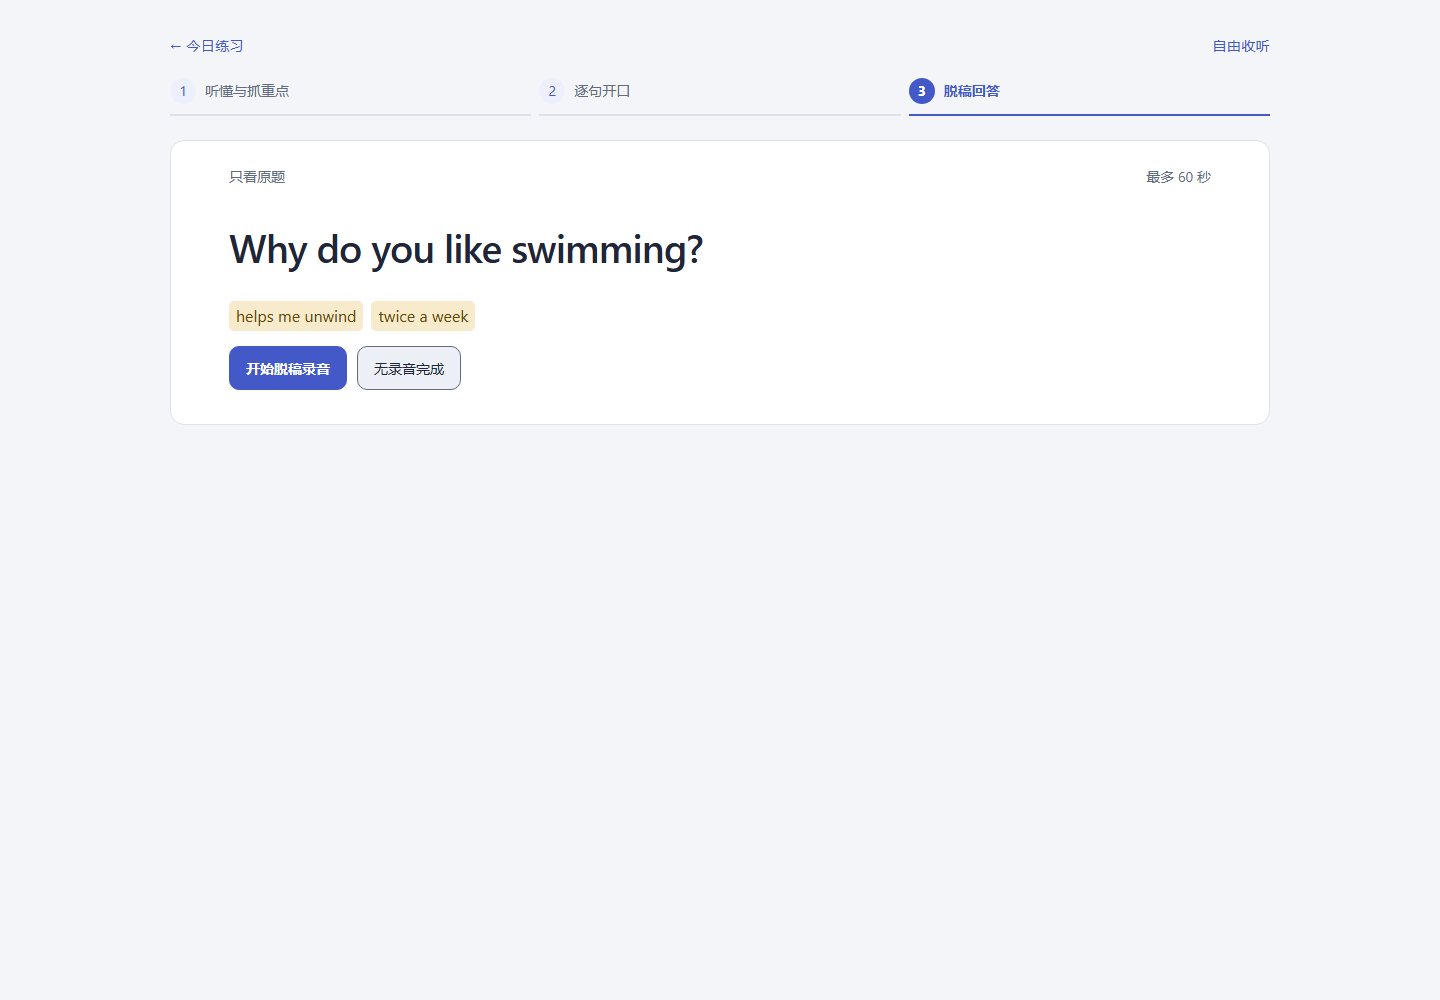 ← 今日练习 自由收听
1 听懂与抓重点 2 逐句开口 3 脱稿回答
只看原题 最多 60 秒
Why do you like swimming?
helps me unwind twice a week
开始脱稿录音 无录音完成